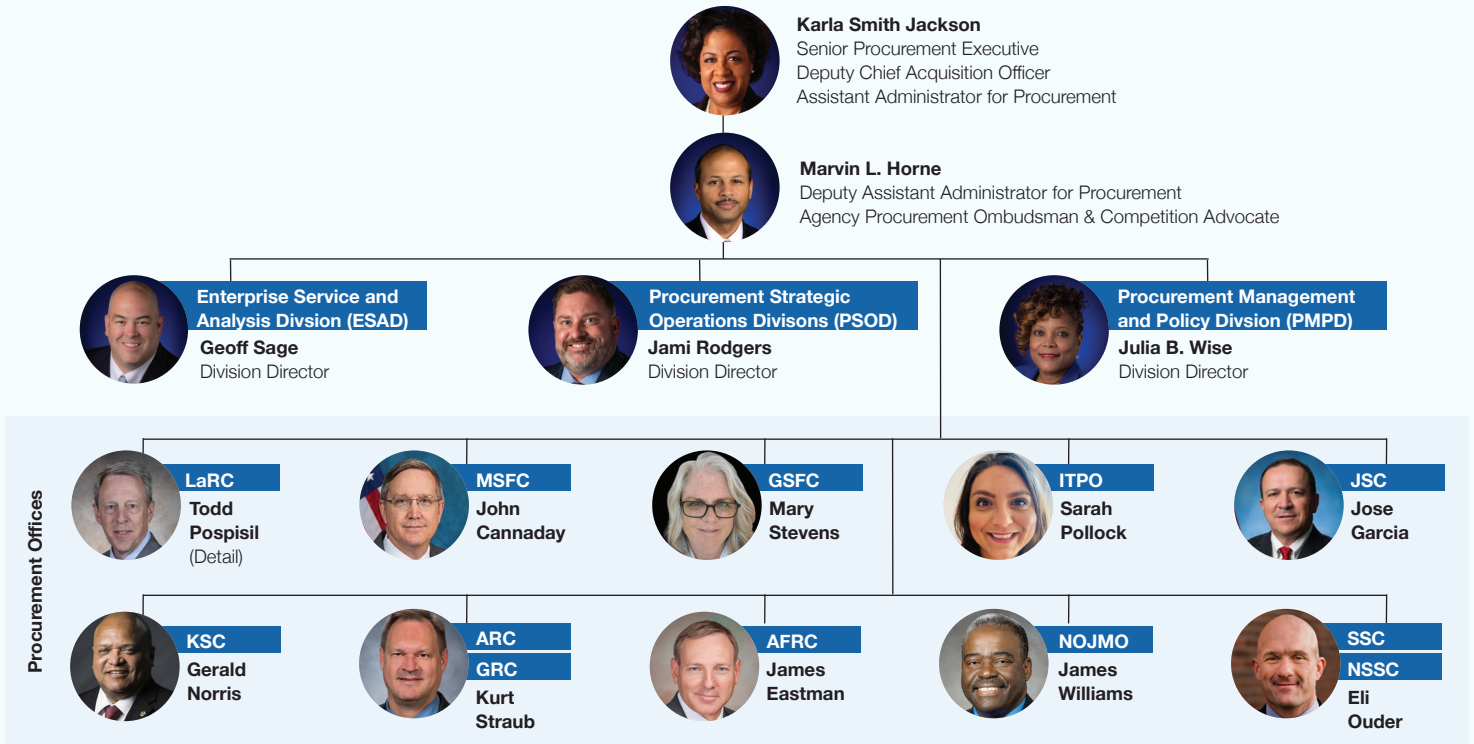 Karla Smith Jackson
Senior Procurement Executive
Deputy Chief Acquisition Officer
Assistant Administrator for Procurement
Marvin L. Horne
Deputy Assistant Administrator for Procurement
Agency Procurement Ombudsman & Competition Advocate
Enterprise Service and
Analysis Divsion (ESAD)
Geoff Sage
Division Director
Procurement Strategic
Operations Divisons (PSOD)
Jami Rodgers
Division Director
Procurement Management
and Policy Divsion (PMPD)
Julia B. Wise
Division Director
Procurement Offices
LaRC
Todd
Pospisil
(Detail)
MSFC
John
Cannaday
GSFC
Mary
Stevens
ITPO
Sarah
Pollock
JSC
Jose
Garcia
KSC
Gerald
Norris
ARC
GRC
Kurt
Straub
AFRC
James
Eastman
NOJMO
James
Williams
SSC
NSSC
Eli
Ouder